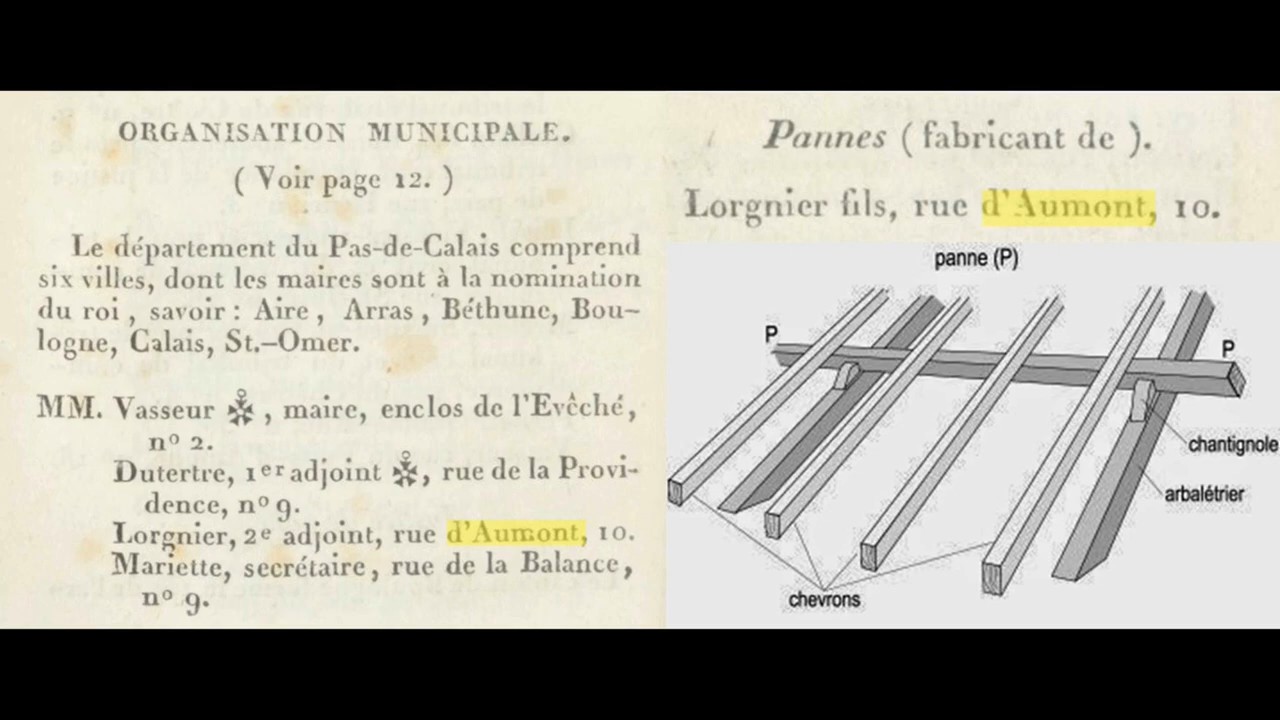 ORGANISATION MUNICIPALE.
( Voir page 12. )
Le département du Pas-de-Calais comprend
six villes, dont les maires sont à la nomination
du roi, savoir : Aire, Arras, Béthune, Bou-
logne, Calais, St.-Omer.
MM. Vasseur , maire, enclos de l'Evêché,
nº 2.
Dutertre, 1er adjoint , rue de la Provi-
dence, nº 9.
Lorgnier, 2e adjoint, rue d'Aumont, 10.
Mariette, secrétaire, rue de la Balance,
nº 9.
Pannes ( fabricant de ).
Lorgnier fils, rue d'Aumont, 10.
panne (P)
P
P
chantignole
arbalétrier
chevrons